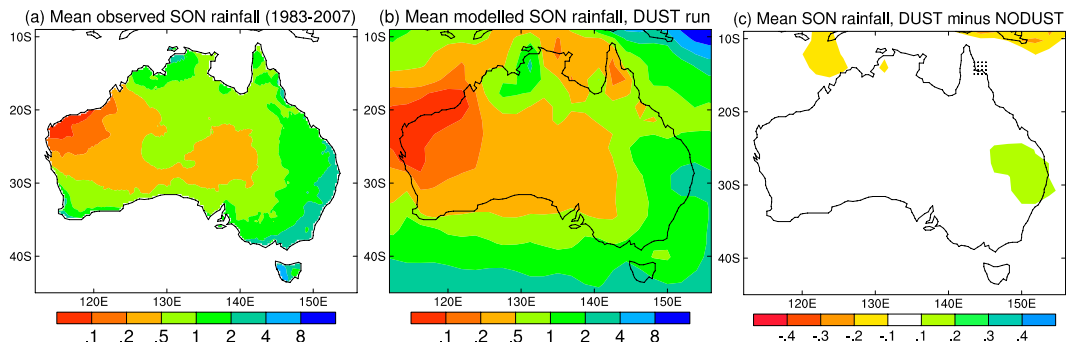 (a) Mean observed SON rainfall (1983-2007)
10S
20S
30S
40S
120E 130E 140E 150E
.1 .2 .5 1 2 4 8
(b) Mean modelled SON rainfall, DUST run
10S
20S
30S
40S
120E 130E 140E 150E
.1 .2 .5 1 2 4 8
(c) Mean SON rainfall, DUST minus NODUST
10S
20S
30S
40S
120E 130E 140E 150E
-.4 -.3 -.2 -.1 .1 .2 .3 .4